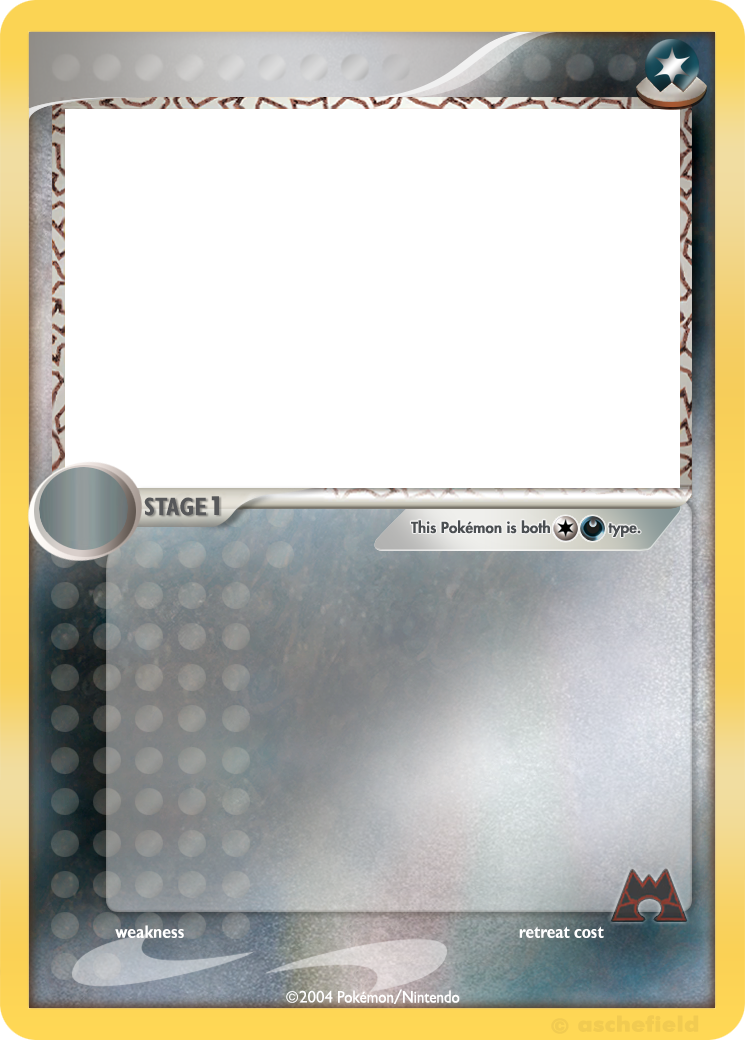 STAGE 1
This Pokémon is both type.
weakness
retreat cost
©2004 Pokémon/Nintendo
© aschefield